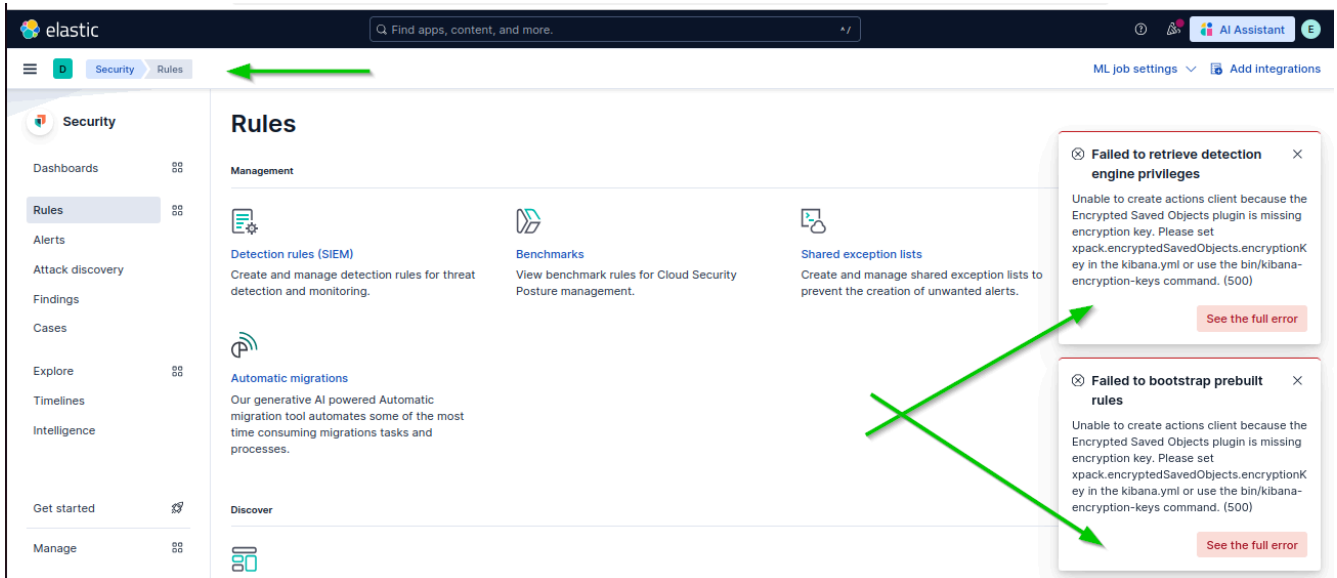 elastic
Find apps, content, and more.
^/
AI Assistant
E
D
Security
Rules
ML job settings
Add integrations
Security
Dashboards
Rules
Alerts
Attack discovery
Findings
Cases
Explore
Timelines
Intelligence
Get started
Manage
Rules
Management
Detection rules (SIEM)
Create and manage detection rules for threat
detection and monitoring.
Benchmarks
View benchmark rules for Cloud Security
Posture management.
Shared exception lists
Create and manage shared exception lists to
prevent the creation of unwanted alerts.
Automatic migrations
Our generative AI powered Automatic
migration tool automates some of the most
time consuming migrations tasks and
processes.
Discover
Failed to retrieve detection
engine privileges
Unable to create actions client because the
Encrypted Saved Objects plugin is missing
encryption key. Please set
xpack.encryptedSavedObjects.encryptionK
ey in the kibana.yml or use the bin/kibana-
encryption-keys command. (500)
See the full error
Failed to bootstrap prebuilt
rules
Unable to create actions client because the
Encrypted Saved Objects plugin is missing
encryption key. Please set
xpack.encryptedSavedObjects.encryptionK
ey in the kibana.yml or use the bin/kibana-
encryption-keys command. (500)
See the full error